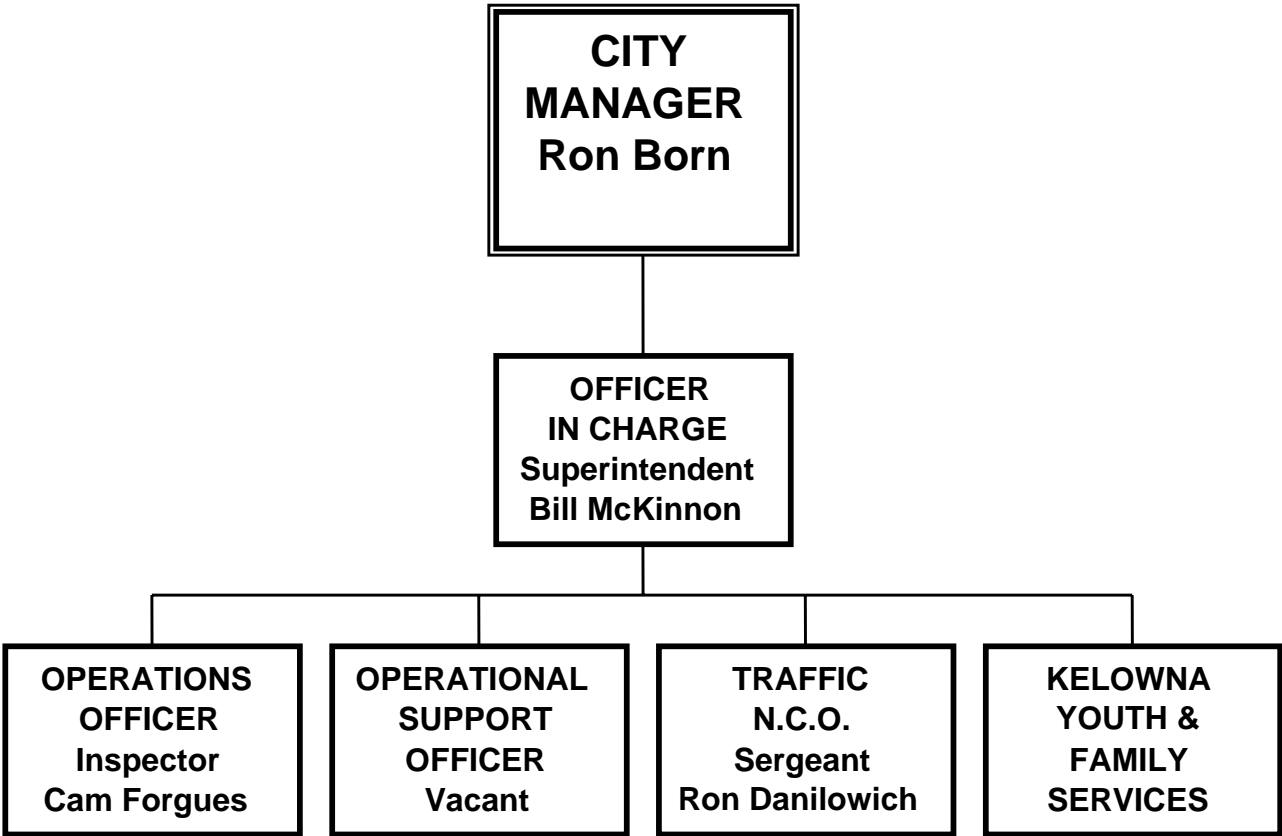 CITY
MANAGER
Ron Born
OFFICER
IN CHARGE
Superintendent
Bill McKinnon
OPERATIONS
OFFICER
Inspector
Cam Forgues
OPERATIONAL
SUPPORT
OFFICER
Vacant
TRAFFIC
N.C.O.
Sergeant
Ron Danilowich
KELOWNA
YOUTH &
FAMILY
SERVICES